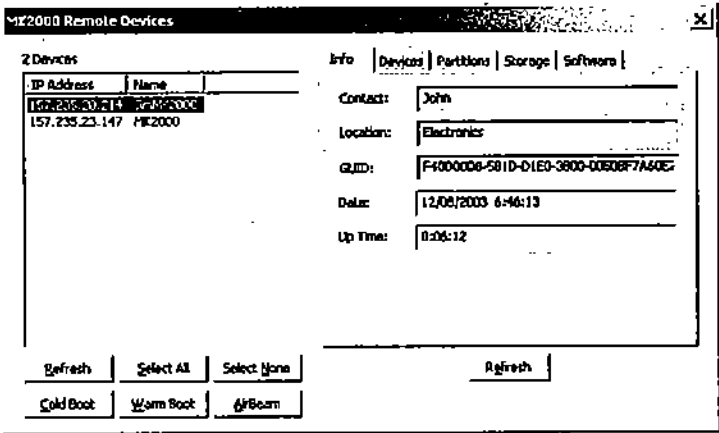 MK2000 Remote Devices
2 Devices
IP Address Name
157.235.23.147 MK2000
Refresh Select All Select None
Cold Boot Warm Boot AirBeam
Info Devices Partitions Storage Software
Contact: John
Location: Electronics
GUID:
Date: 12/08/2003 6:46:13
Up Time: 0:06:12
Refresh